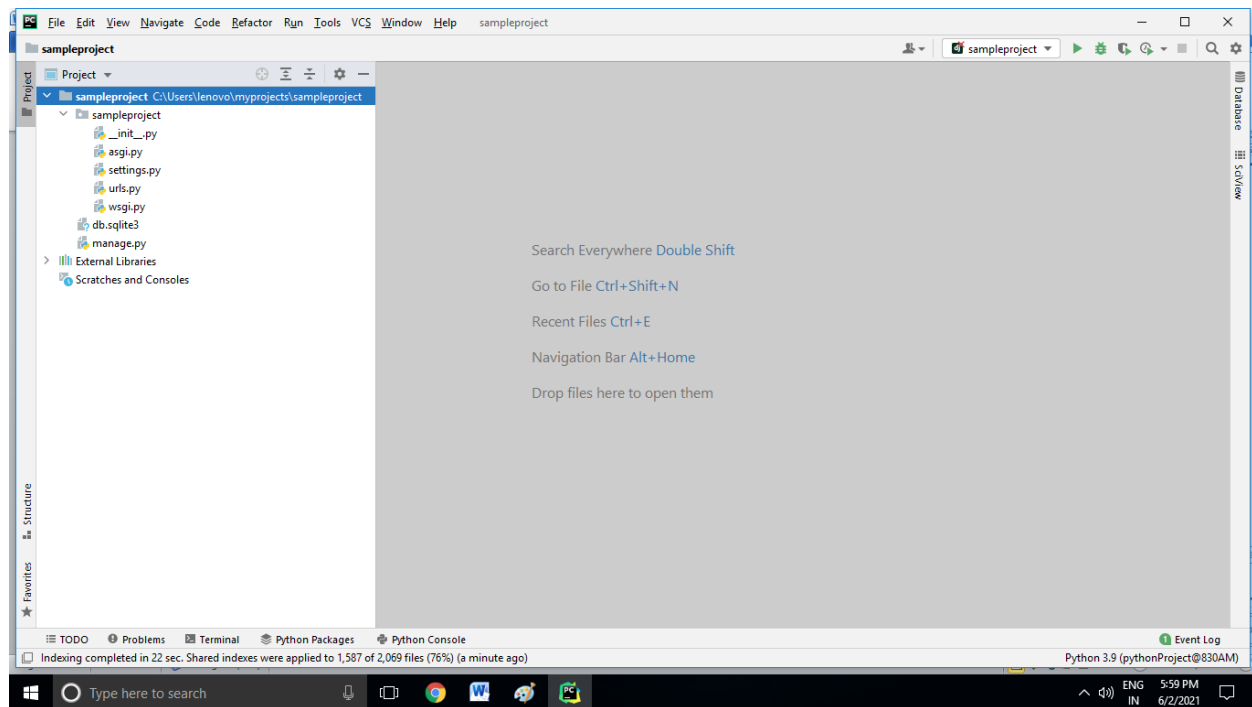 File Edit View Navigate Code Refactor Run Tools VCS Window Help sampleproject
sampleproject
sampleproject
Project
Project
sampleproject C:\Users\lenovo\myprojects\sampleproject
sampleproject
__init__.py
asgi.py
settings.py
urls.py
wsgi.py
db.sqlite3
manage.py
External Libraries
Scratches and Consoles
Search Everywhere Double Shift
Go to File Ctrl+Shift+N
Recent Files Ctrl+E
Navigation Bar Alt+Home
Drop files here to open them
Database
SciView
Structure
Favorites
TODO Problems Terminal Python Packages Python Console 1 Event Log
Indexing completed in 22 sec. Shared indexes were applied to 1,587 of 2,069 files (76%) (a minute ago) Python 3.9 (pythonProject@830AM)
Type here to search
ENG
IN
5:59 PM
6/2/2021